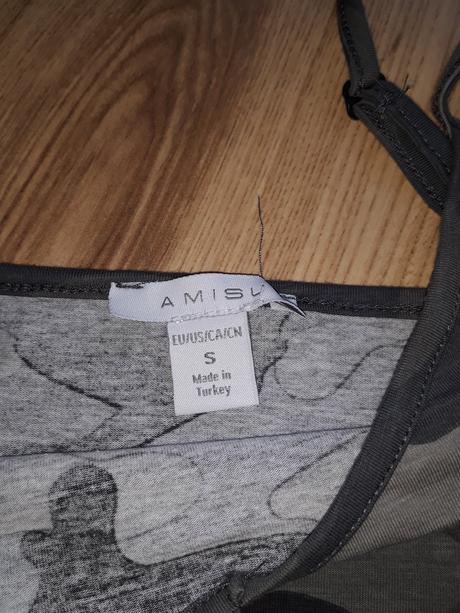 AMISU
EU/US/CA/CN
S
Made in
Turkey